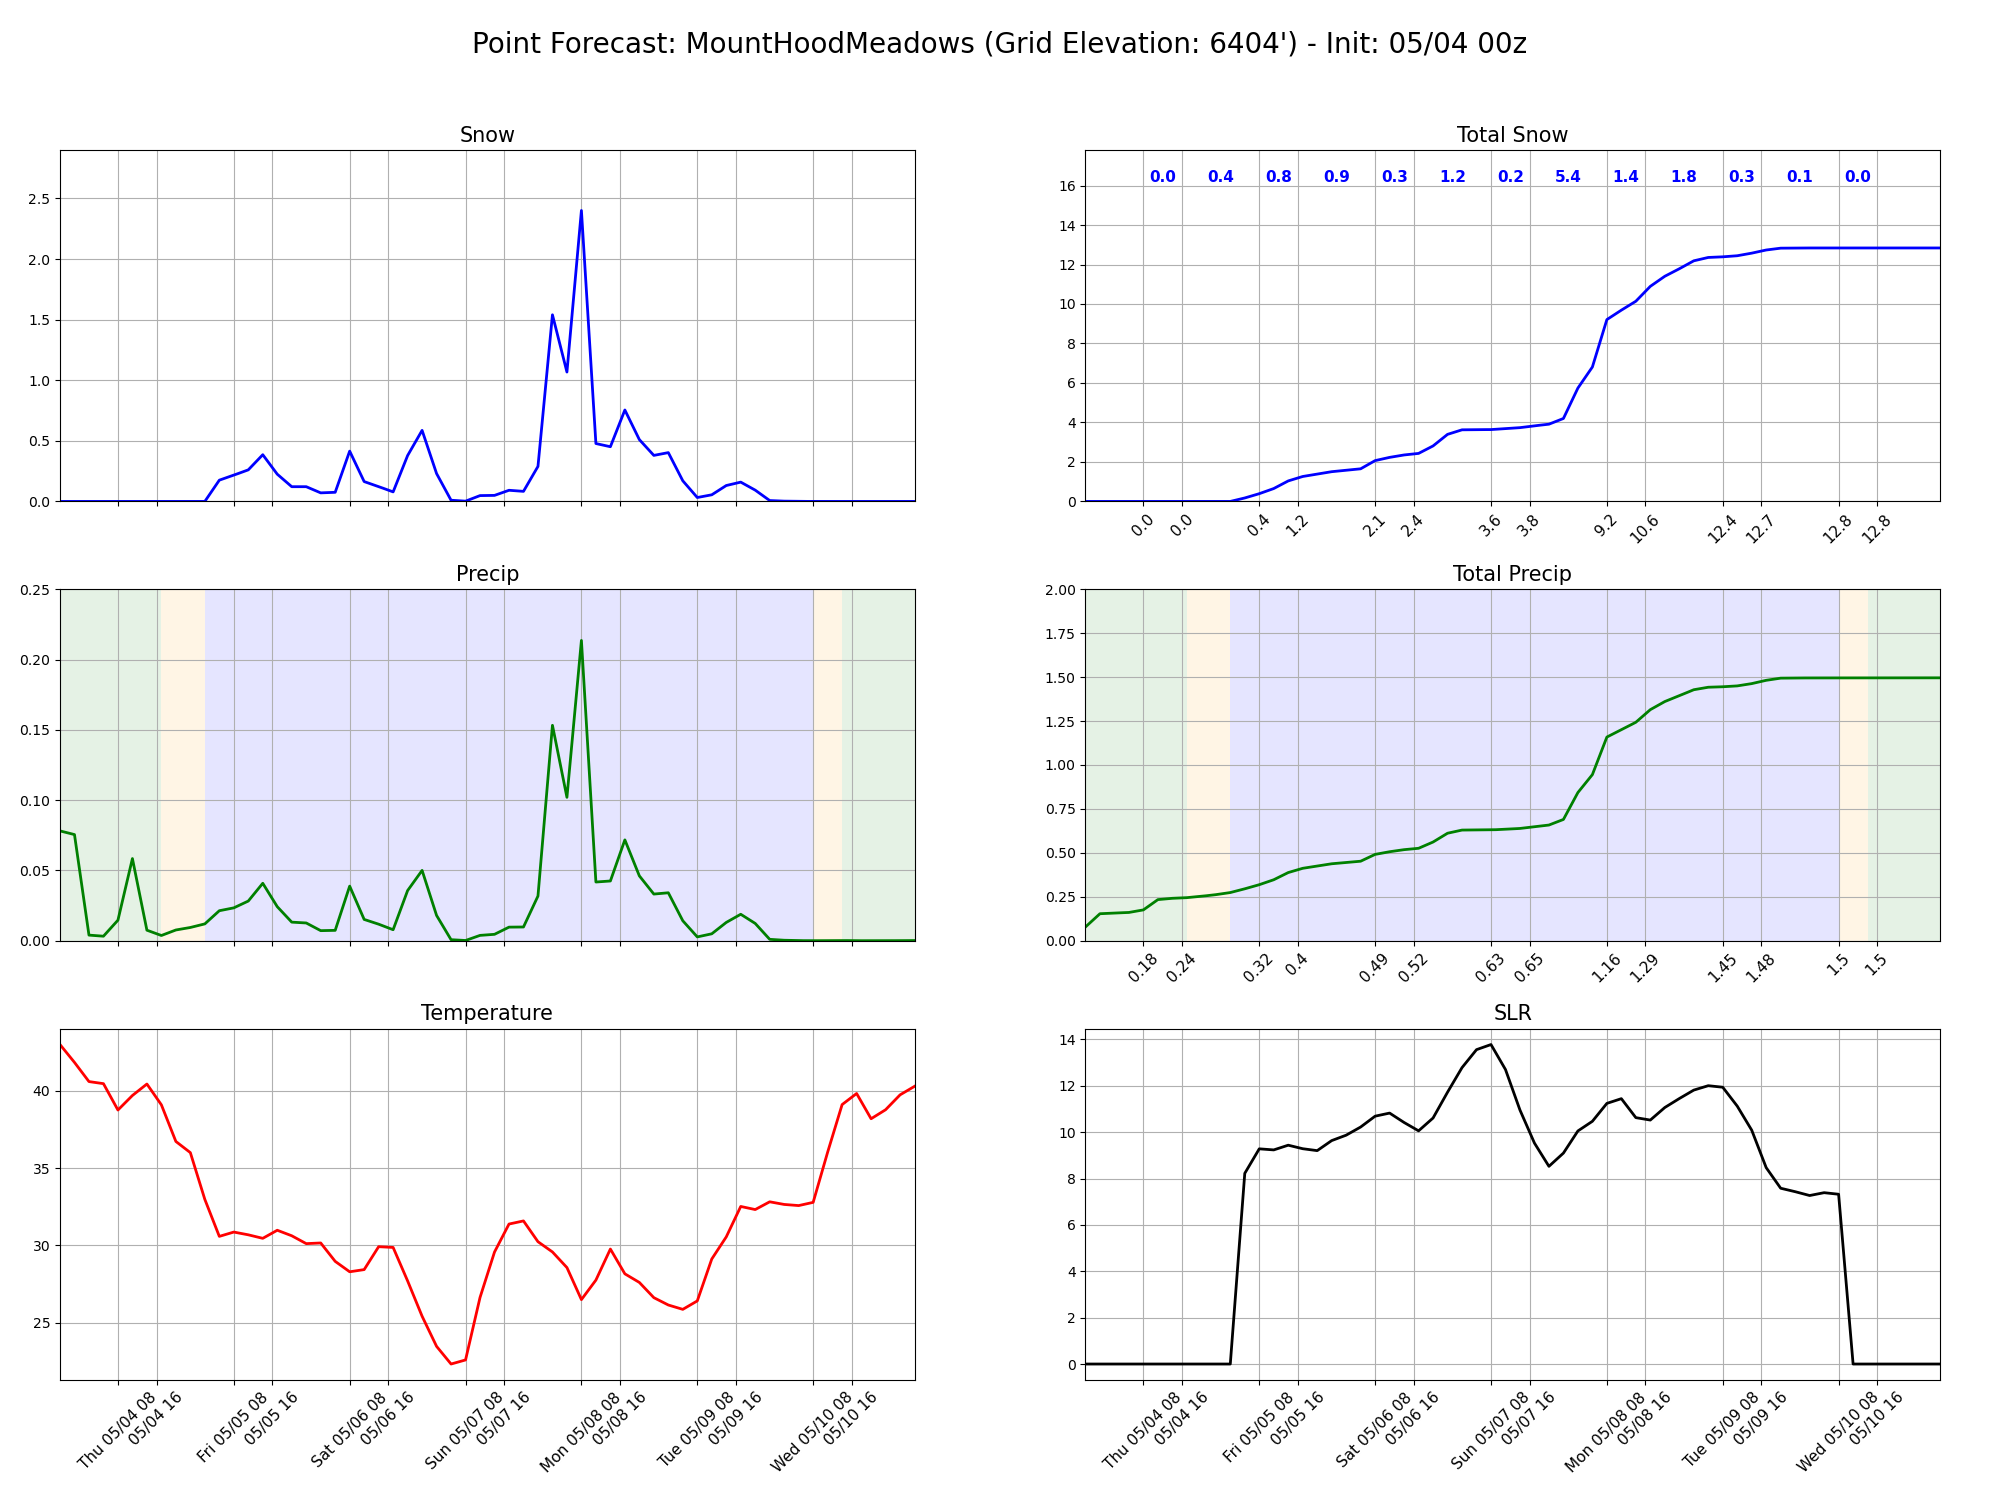 Point Forecast: MountHoodMeadows (Grid Elevation: 6404') - Init: 05/04 00z
Snow
2.5
2.0
1.5
1.0
0.5
0.0
Total Snow
0.0 0.4 0.8 0.9 0.3 1.2 0.2 5.4 1.4 1.8 0.3 0.1 0.0
16
14
12
10
8
6
4
2
0
0.0 0.0 0.4 1.2 2.1 2.4 3.6 3.8 9.2 10.6 12.4 12.7 12.8 12.8
Precip
0.25
0.20
0.15
0.10
0.05
0.00
Total Precip
2.00
1.75
1.50
1.25
1.00
0.75
0.50
0.25
0.00
0.18 0.24 0.32 0.4 0.49 0.52 0.63 0.65 1.16 1.29 1.45 1.48 1.5 1.5
Temperature
40
35
30
25
Thu 05/04 08
05/04 16
Fri 05/05 08
05/05 16
Sat 05/06 08
05/06 16
Sun 05/07 08
05/07 16
Mon 05/08 08
05/08 16
Tue 05/09 08
05/09 16
Wed 05/10 08
05/10 16
SLR
14
12
10
8
6
4
2
0
Thu 05/04 08
05/04 16
Fri 05/05 08
05/05 16
Sat 05/06 08
05/06 16
Sun 05/07 08
05/07 16
Mon 05/08 08
05/08 16
Tue 05/09 08
05/09 16
Wed 05/10 08
05/10 16